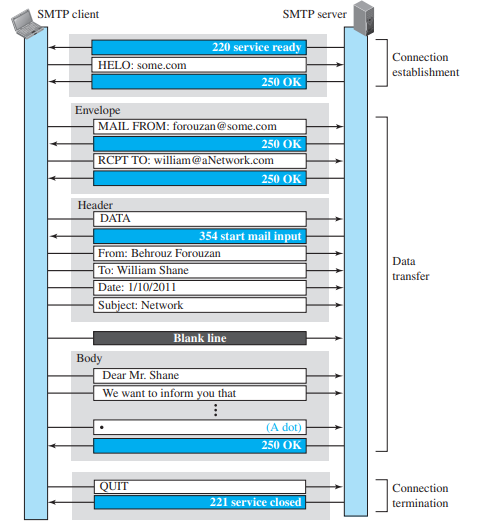 SMTP client
SMTP server
220 service ready
HELO: some.com
250 OK
Connection
establishment
Envelope
MAIL FROM: forouzan@some.com
250 OK
RCPT TO: william@aNetwork.com
250 OK
Header
DATA
354 start mail input
From: Behrouz Forouzan
To: William Shane
Date: 1/10/2011
Subject: Network
Data
transfer
Blank line
Body
Dear Mr. Shane
We want to inform you that
⋮
• (A dot)
250 OK
QUIT
221 service closed
Connection
termination